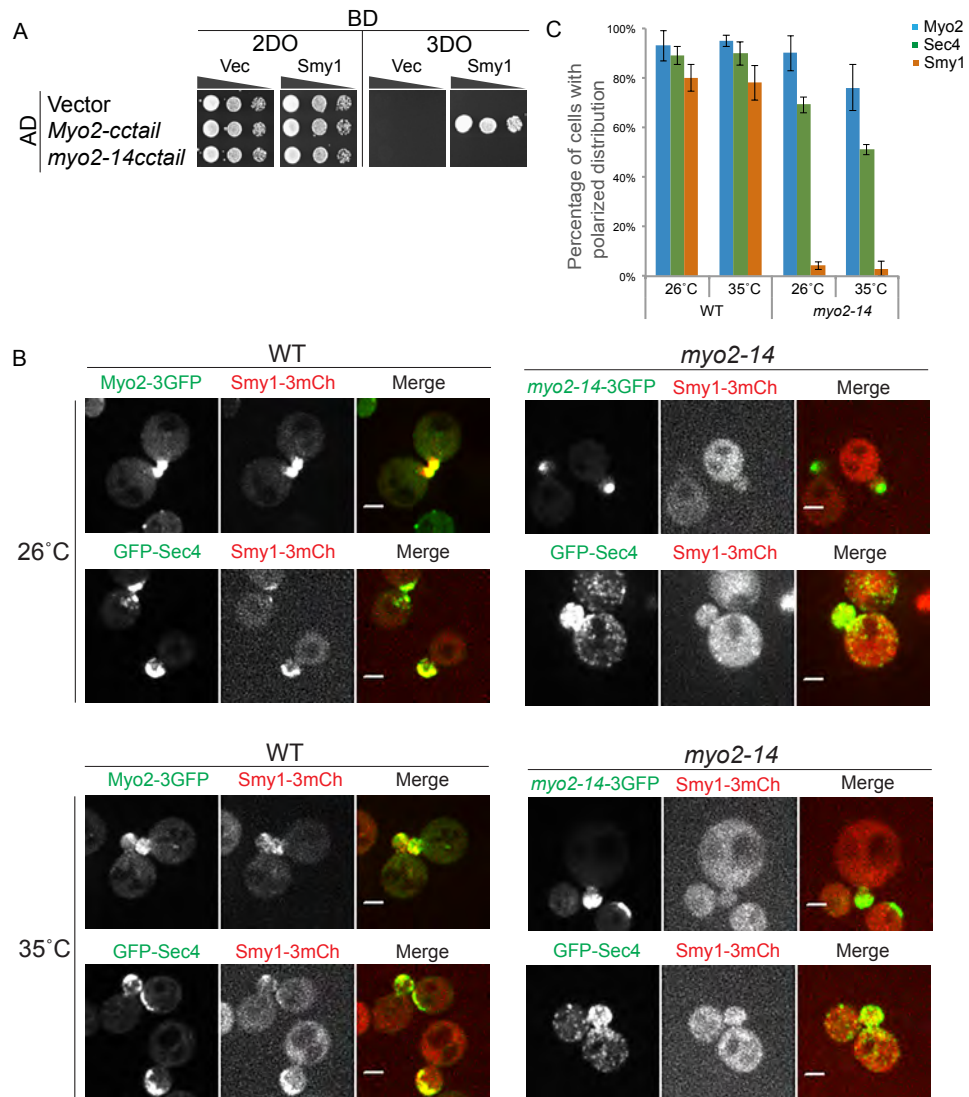 A
BD
2DO
3DO
Vec
Smy1
Vec
Smy1
AD
Vector
Myo2-cctail
myo2-14cctail
C
Percentage of cells with
polarized distribution
100%
80%
60%
40%
20%
0%
26˚C
35˚C
26˚C
35˚C
WT
myo2-14
Myo2
Sec4
Smy1
B
WT
myo2-14
Myo2-3GFP
Smy1-3mCh
Merge
myo2-14-3GFP
Smy1-3mCh
Merge
26˚C
GFP-Sec4
Smy1-3mCh
Merge
GFP-Sec4
Smy1-3mCh
Merge
WT
myo2-14
Myo2-3GFP
Smy1-3mCh
Merge
myo2-14-3GFP
Smy1-3mCh
Merge
35˚C
GFP-Sec4
Smy1-3mCh
Merge
GFP-Sec4
Smy1-3mCh
Merge